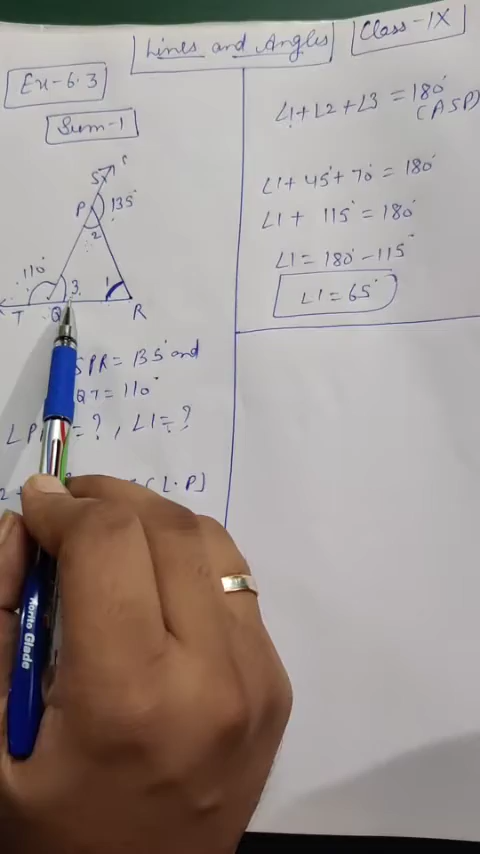 Lines and Angles
Class-IX
Ex-6.3
Sum-1
S
135°
P
2
110°
3
1
T
Q
R
SPR = 135° and
QT = 110°
= ?, ∠1 = ?
(L.P)
∠1+∠2+∠3 = 180°
(ASP)
∠1 + 45° + 70° = 180°
∠1 + 115° = 180°
∠1 = 180° - 115°
∠1 = 65°
Rorito Glade